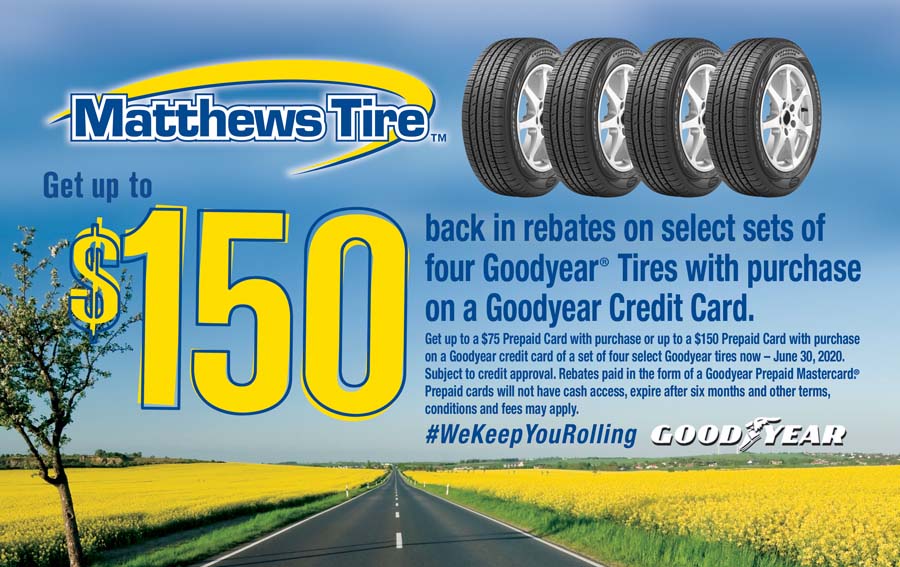 Matthews Tire™
Get up to
$150
back in rebates on select sets of
four Goodyear® Tires with purchase
on a Goodyear Credit Card.
Get up to a $75 Prepaid Card with purchase or up to a $150 Prepaid Card with purchase
on a Goodyear credit card of a set of four select Goodyear tires now – June 30, 2020.
Subject to credit approval. Rebates paid in the form of a Goodyear Prepaid Mastercard.®
Prepaid cards will not have cash access, expire after six months and other terms,
conditions and fees may apply.
#WeKeepYouRolling
GOODYEAR